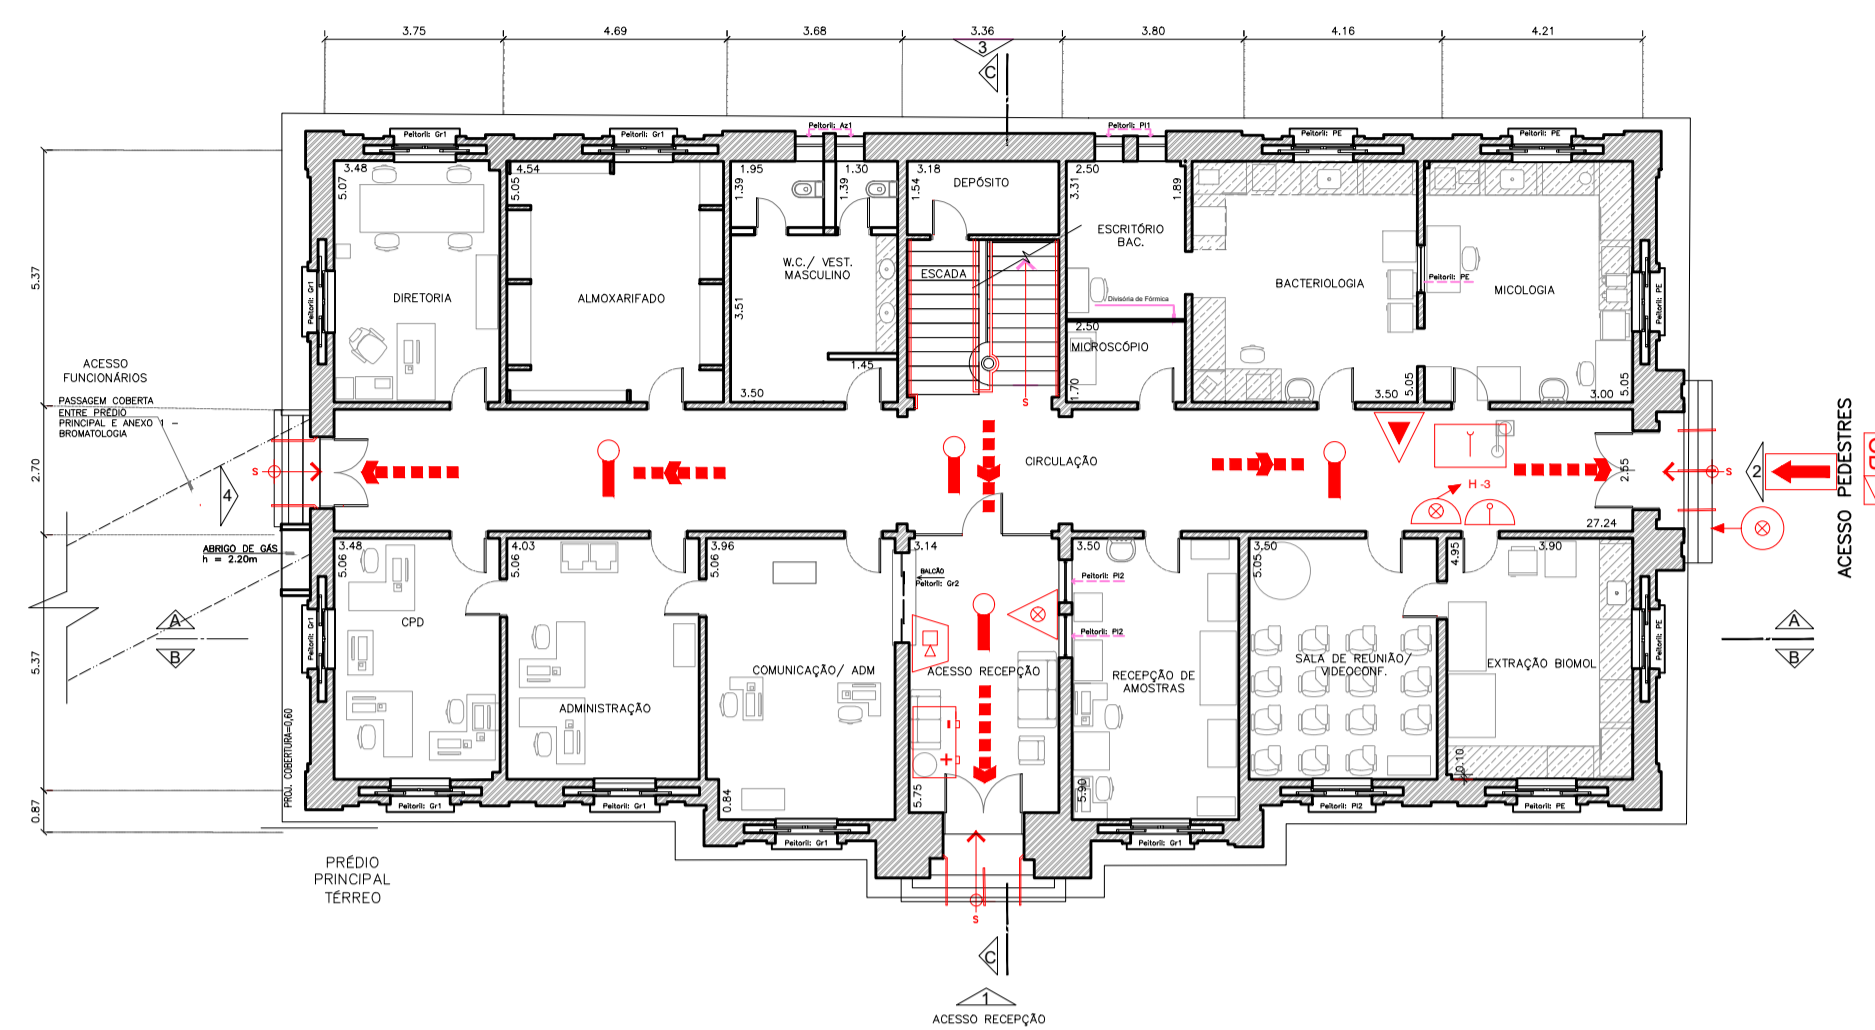 3.75
4.69
3.68
3.36
3.80
4.16
4.21
3
C
Peitoril: Gr1
Peitoril: Gr1
Peitoril: Az1
Peitoril: Pl1
Peitoril: PE
Peitoril: PE
3.48
5.07
4.54
5.05
1.95
1.39
1.30
1.39
3.18
1.54
DEPÓSITO
2.50
3.31
1.89
ESCRITÓRIO
BAC.
W.C./ VEST.
MASCULINO
ESCADA
DIRETORIA
ALMOXARIFADO
BACTERIOLOGIA
MICOLOGIA
Peitoril: PE
Peitoril: Gr1
Peitoril: PE
Divisória de Fórmica
3.51
2.50
MICROSCÓPIO
1.70
1.45
3.50
S
3.50
5.05
3.00
5.05
5.37
2.70
5.37
0.87
ACESSO
FUNCIONÁRIOS
PASSAGEM COBERTA
ENTRE PRÉDIO
PRINCIPAL E ANEXO 1 -
BROMATOLOGIA
4
S
CIRCULAÇÃO
H -3
2.55
27.24
S
2
ACESSO PEDESTRES
ABRIGO DE GÁS
h = 2.20m
3.48
5.06
4.03
5.06
3.96
5.06
3.14
BALCÃO
Peitoril: Gr2
3.50
Peitoril: Pl2
Peitoril: Pl2
3.50
5.05
4.95
3.90
A
B
A
B
CPD
Peitoril: Gr1
Peitoril: PE
ADMINISTRAÇÃO
COMUNICAÇÃO/ ADM
ACESSO RECEPÇÃO
RECEPÇÃO DE
AMOSTRAS
SALA DE REUNIÃO/
VIDEOCONF.
EXTRAÇÃO BIOMOL
PROJ. COBERTURA=0,60
0.84
5.75
5.90
0.10
Peitoril: Gr1
Peitoril: Gr1
Peitoril: Gr1
Peitoril: Gr1
Peitoril: Pl2
Peitoril: PE
PRÉDIO
PRINCIPAL
TÉRREO
S
C
1
ACESSO RECEPÇÃO